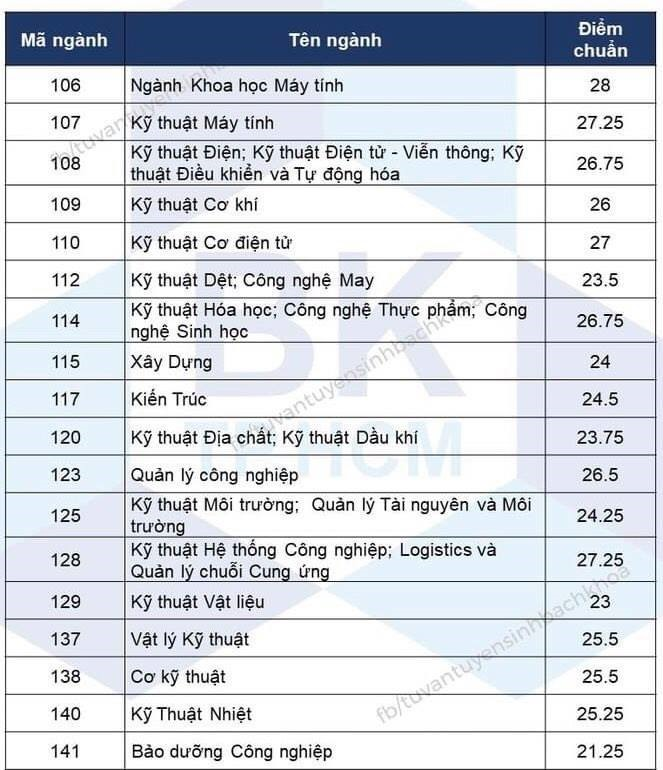 Mã ngành Tên ngành Điểm
chuẩn
106 Ngành Khoa học Máy tính 28
107 Kỹ thuật Máy tính 27.25
108 Kỹ thuật Điện; Kỹ thuật Điện tử - Viễn thông; Kỹ
thuật Điều khiển và Tự động hóa 26.75
109 Kỹ thuật Cơ khí 26
110 Kỹ thuật Cơ điện tử 27
112 Kỹ thuật Dệt; Công nghệ May 23.5
114 Kỹ thuật Hóa học; Công nghệ Thực phẩm; Công
nghệ Sinh học 26.75
115 Xây Dựng 24
117 Kiến Trúc 24.5
120 Kỹ thuật Địa chất; Kỹ thuật Dầu khí 23.75
123 Quản lý công nghiệp 26.5
125 Kỹ thuật Môi trường; Quản lý Tài nguyên và Môi
trường 24.25
128 Kỹ thuật Hệ thống Công nghiệp; Logistics và
Quản lý chuỗi Cung ứng 27.25
129 Kỹ thuật Vật liệu 23
137 Vật lý Kỹ thuật 25.5
138 Cơ kỹ thuật 25.5
140 Kỹ Thuật Nhiệt 25.25
141 Bảo dưỡng Công nghiệp 21.25
BK
TP.HCM
fb/tuvantuyensinhbachkhoa
fb/tuvantuyensinhbachkhoa